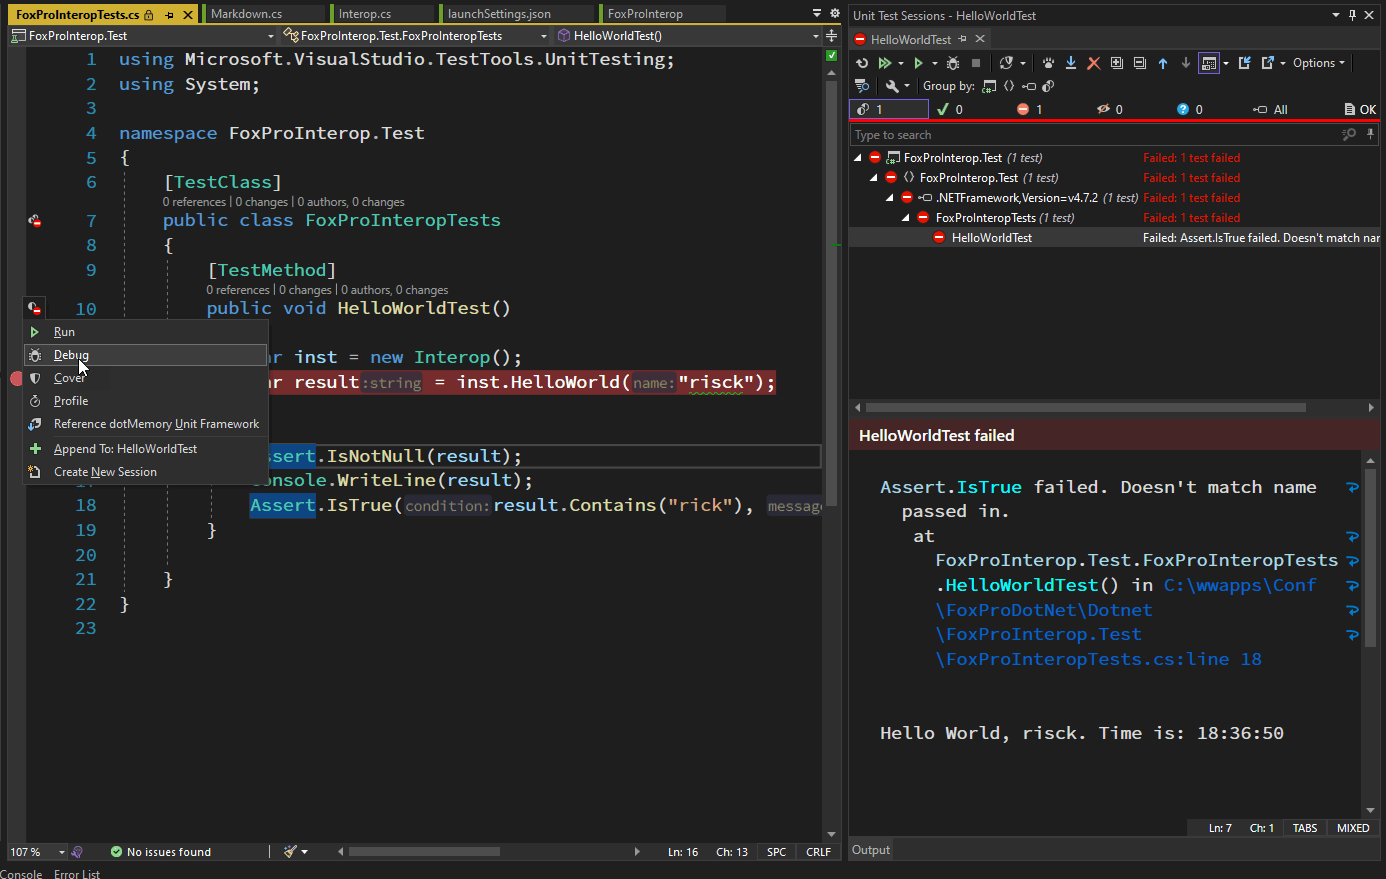 FoxProInteropTests.cs
Markdown.cs
Interop.cs
launchSettings.json
FoxProInterop
FoxProInterop.Test
FoxProInterop.Test.FoxProInteropTests
HelloWorldTest()
1 using Microsoft.VisualStudio.TestTools.UnitTesting;
2 using System;
3
4 namespace FoxProInterop.Test
5 {
6 [TestClass]
0 references | 0 changes | 0 authors, 0 changes
7 public class FoxProInteropTests
8 {
9 [TestMethod]
0 references | 0 changes | 0 authors, 0 changes
10 public void HelloWorldTest()
Run
Debug
Cover
Profile
Reference dotMemory Unit Framework
Append To: HelloWorldTest
Create New Session
ar inst = new Interop();
ar result :string = inst.HelloWorld( name: "risck");
ssert.IsNotNull(result);
onsole.WriteLine(result);
18 Assert.IsTrue( condition: result.Contains("rick"), message
19 }
20
21 }
22 }
23
107 %
No issues found
Ln: 16 Ch: 13 SPC CRLF
Console Error List
Unit Test Sessions - HelloWorldTest
HelloWorldTest
Options
Group by:
1 0 1 0 0 All OK
Type to search
FoxProInterop.Test (1 test) Failed: 1 test failed
FoxProInterop.Test (1 test) Failed: 1 test failed
.NETFramework,Version=v4.7.2 (1 test) Failed: 1 test failed
FoxProInteropTests (1 test) Failed: 1 test failed
HelloWorldTest Failed: Assert.IsTrue failed. Doesn't match nar
HelloWorldTest failed
Assert.IsTrue failed. Doesn't match name
passed in.
at
FoxProInterop.Test.FoxProInteropTests
.HelloWorldTest() in C:\wwapps\Conf
\FoxProDotNet\Dotnet
\FoxProInterop.Test
\FoxProInteropTests.cs:line 18
Hello World, risck. Time is: 18:36:50
Ln: 7 Ch: 1 TABS MIXED
Output